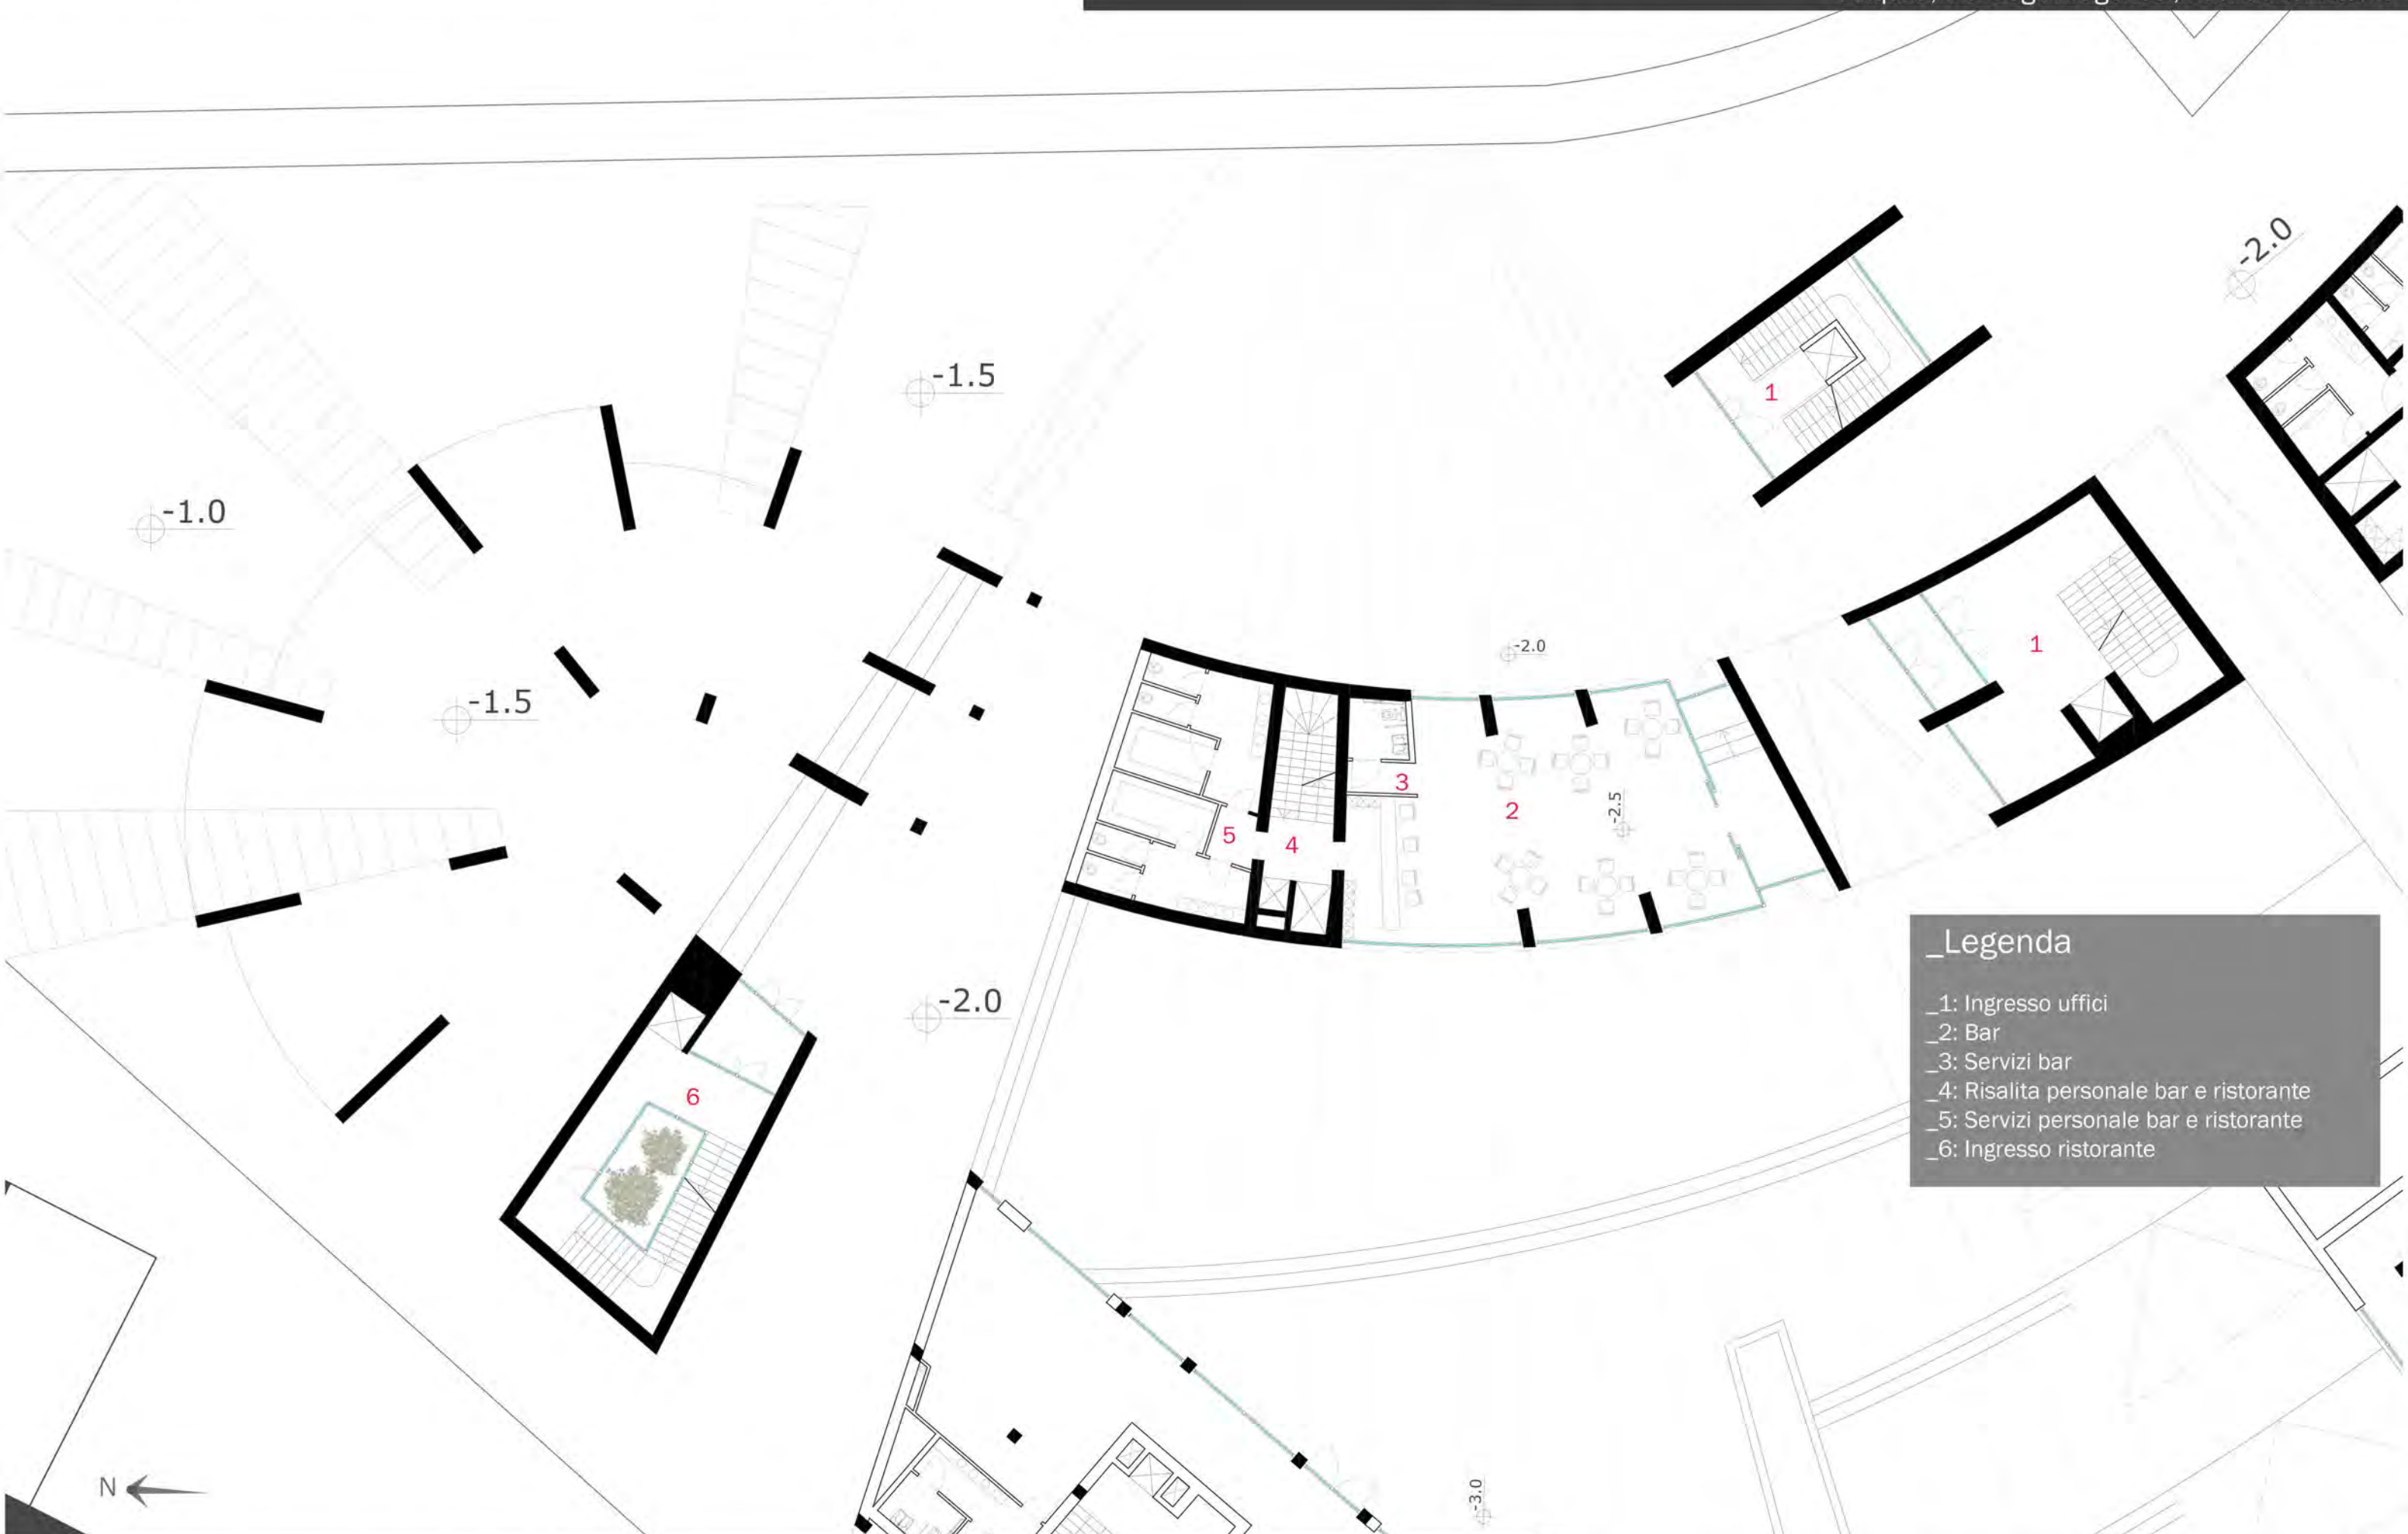 -2.0
-1.5
1
-1.0
-2.0
1
-1.5
3
2
-2.5
5
4
_Legenda
-2.0
_1: Ingresso uffici
_2: Bar
_3: Servizi bar
_4: Risalita personale bar e ristorante
6
_5: Servizi personale bar e ristorante
_6: Ingresso ristorante
N
-3.0